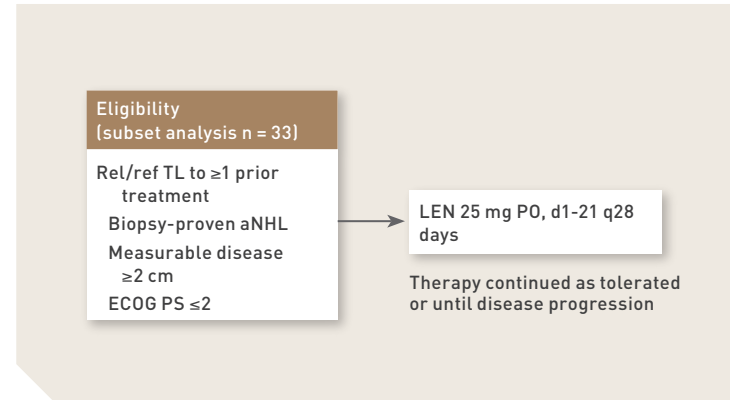 Eligibility
(subset analysis n = 33)
Rel/ref TL to ≥1 prior
treatment
Biopsy-proven aNHL
Measurable disease
≥2 cm
ECOG PS ≤2
LEN 25 mg PO, d1-21 q28
days
Therapy continued as tolerated
or until disease progression